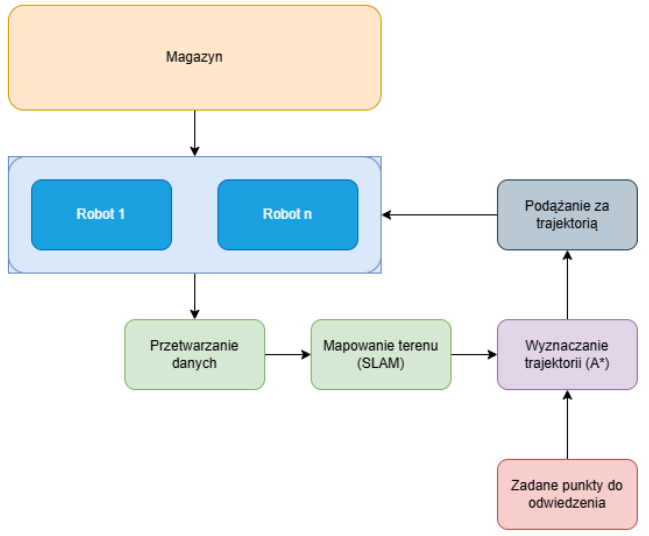 Magazyn
Robot 1
Robot n
Podążanie za
trajektorią
Przetwarzanie
danych
Mapowanie terenu
(SLAM)
Wyznaczanie
trajektorii (A*)
Zadane punkty do
odwiedzenia